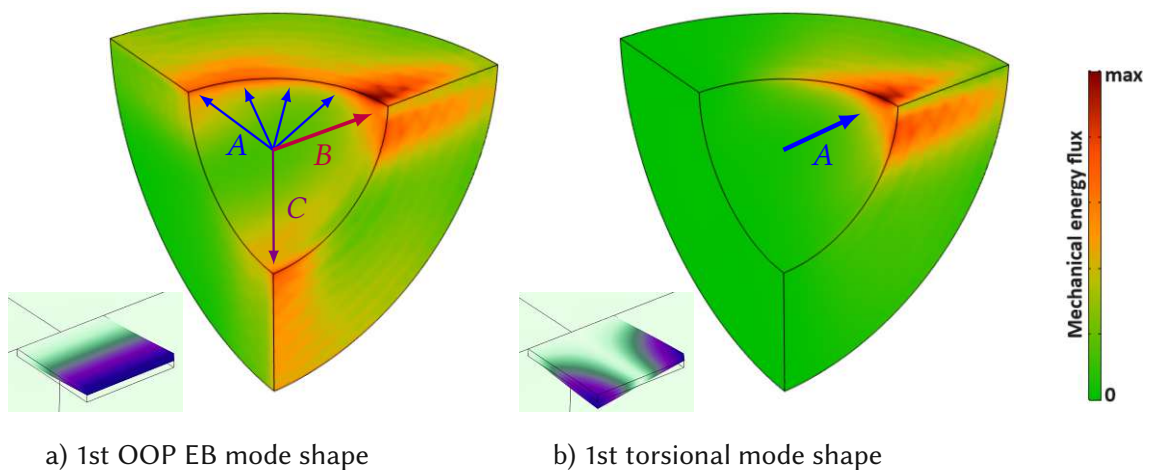 A
B
C
A
max
Mechanical energy flux
0
a) 1st OOP EB mode shape
b) 1st torsional mode shape